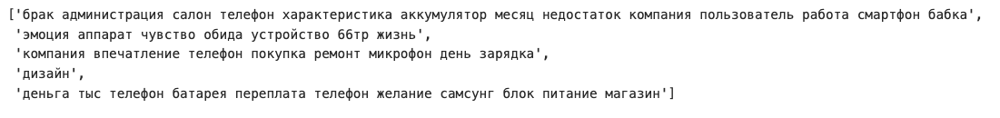 ['брак администрация салон телефон характеристика аккумулятор месяц недостаток компания пользователь работа смартфон бабка',
'эмоция аппарат чувство обида устройство 66тр жизнь',
'компания впечатление телефон покупка ремонт микрофон день зарядка',
'дизайн',
'деньга тыс телефон батарея переплата телефон желание самсунг блок питание магазин']